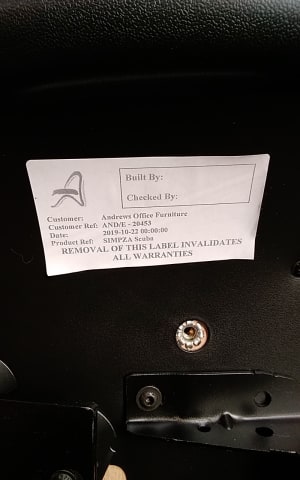 Built By:
Checked By:
Customer: Andrews Office Furniture
Customer Ref: AND/E - 20453
Date: 2019-10-22 00:00:00
Product Ref: SIMPZA Scuba
REMOVAL OF THIS LABEL INVALIDATES
ALL WARRANTIES